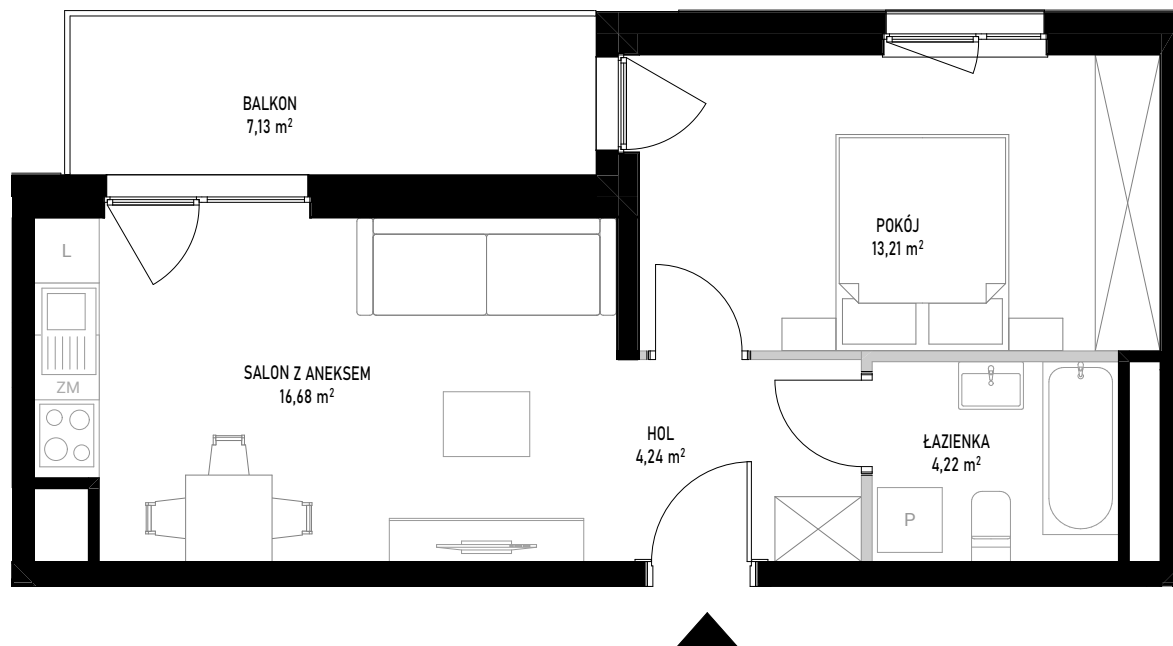 BALKON
7,13 m²
POKÓJ
13,21 m²
L
ZM
SALON Z ANEKSEM
16,68 m²
HOL
4,24 m²
ŁAZIENKA
4,22 m²
P